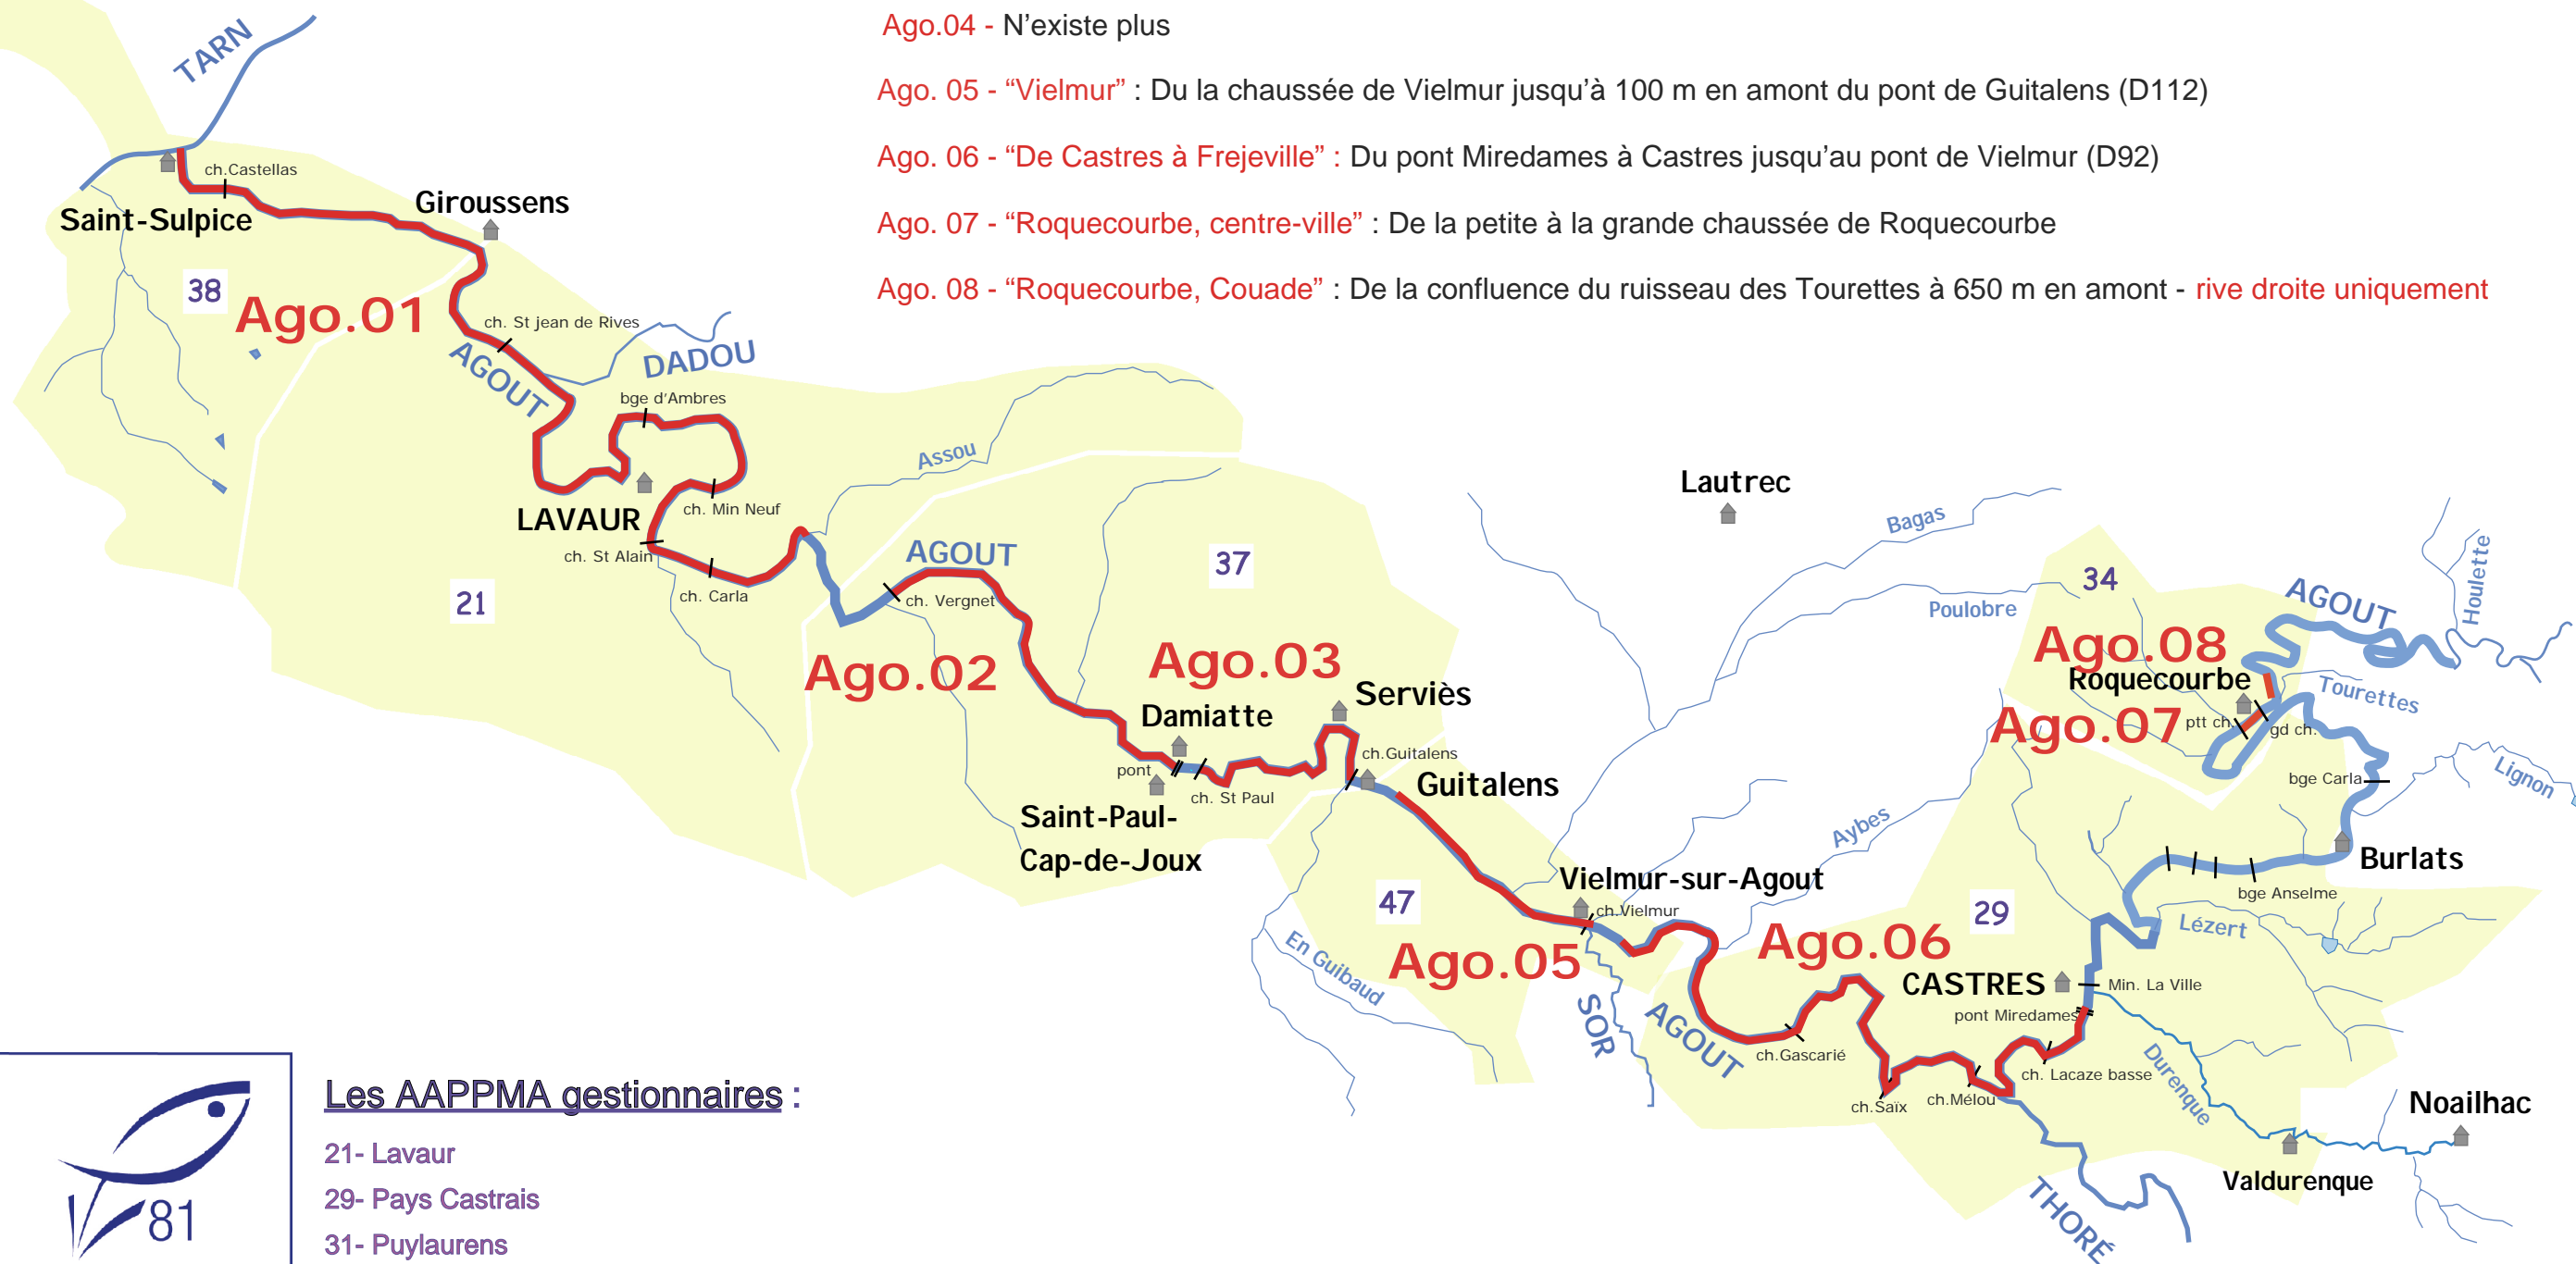 Ago.04 - N'existe plus
Ago. 05 - “Vielmur” : Du la chaussée de Vielmur jusqu'à 100 m en amont du pont de Guitalens (D112)
Ago. 06 - “De Castres à Frejeville” : Du pont Miredames à Castres jusqu'au pont de Vielmur (D92)
Ago. 07 - “Roquecourbe, centre-ville” : De la petite à la grande chaussée de Roquecourbe
Ago. 08 - “Roquecourbe, Couade” : De la confluence du ruisseau des Tourettes à 650 m en amont - rive droite uniquement
TARN
ch.Castellas
Saint-Sulpice
Giroussens
38
Ago.01
ch. St jean de Rives
AGOUT
DADOU
bge d'Ambres
Assou
LAVAUR
ch. Min Neuf
ch. St Alain
ch. Carla
21
AGOUT
ch. Vergnet
37
Ago.02
Ago.03
Serviès
Damiatte
pont
ch. St Paul
ch.Guitalens
Guitalens
Saint-Paul-
Cap-de-Joux
Lautrec
Bagas
Poulobre
34
AGOUT
Houlette
Ago.08
Roquecourbe
Tourettes
Ago.07
ptt ch.
gd ch.
bge Carla
Lignon
Aybes
Burlats
bge Anselme
Vielmur-sur-Agout
ch.Vielmur
47
29
Lézert
En Guibaud
Ago.05
Ago.06
SOR
AGOUT
CASTRES
Min. La Ville
pont Miredames
ch.Gascarié
ch. Lacaze basse
ch.Saïx
ch.Mélou
Durenque
Noailhac
Valdurenque
THORÉ
Les AAPPMA gestionnaires :
21- Lavaur
29- Pays Castrais
31- Puylaurens
81